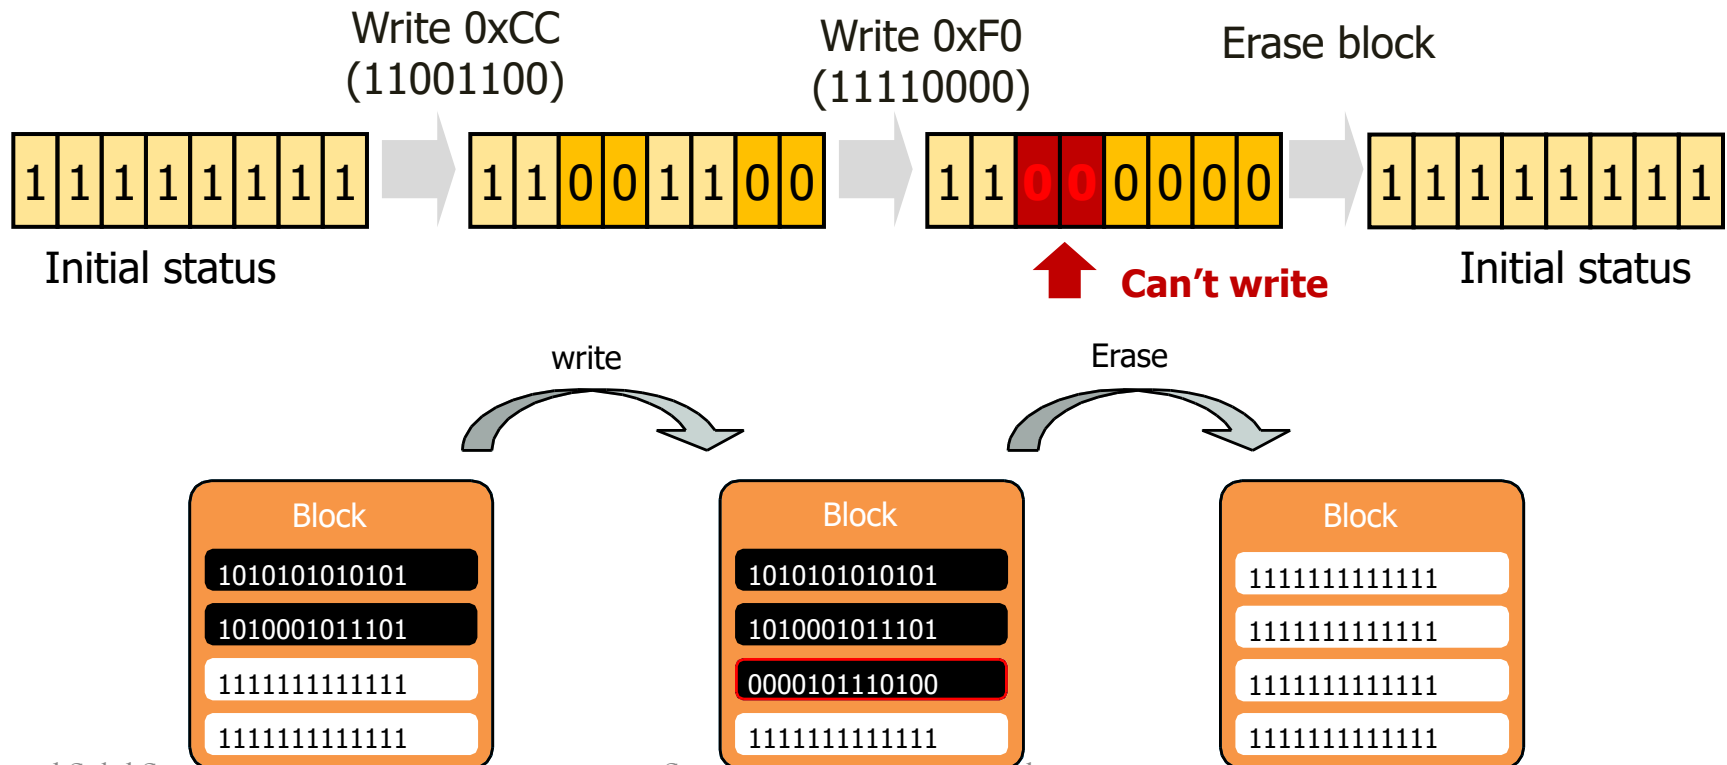 Write 0xCC
(11001100)
Write 0xF0
(11110000)
Erase block
1 1 1 1 1 1 1 1
1 1 0 0 1 1 0 0
1 1 0 0 0 0 0 0
1 1 1 1 1 1 1 1
Initial status
Can't write
Initial status
write
Erase
Block
1010101010101
1010001011101
1111111111111
1111111111111
Block
1010101010101
1010001011101
0000101110100
1111111111111
Block
1111111111111
1111111111111
1111111111111
1111111111111